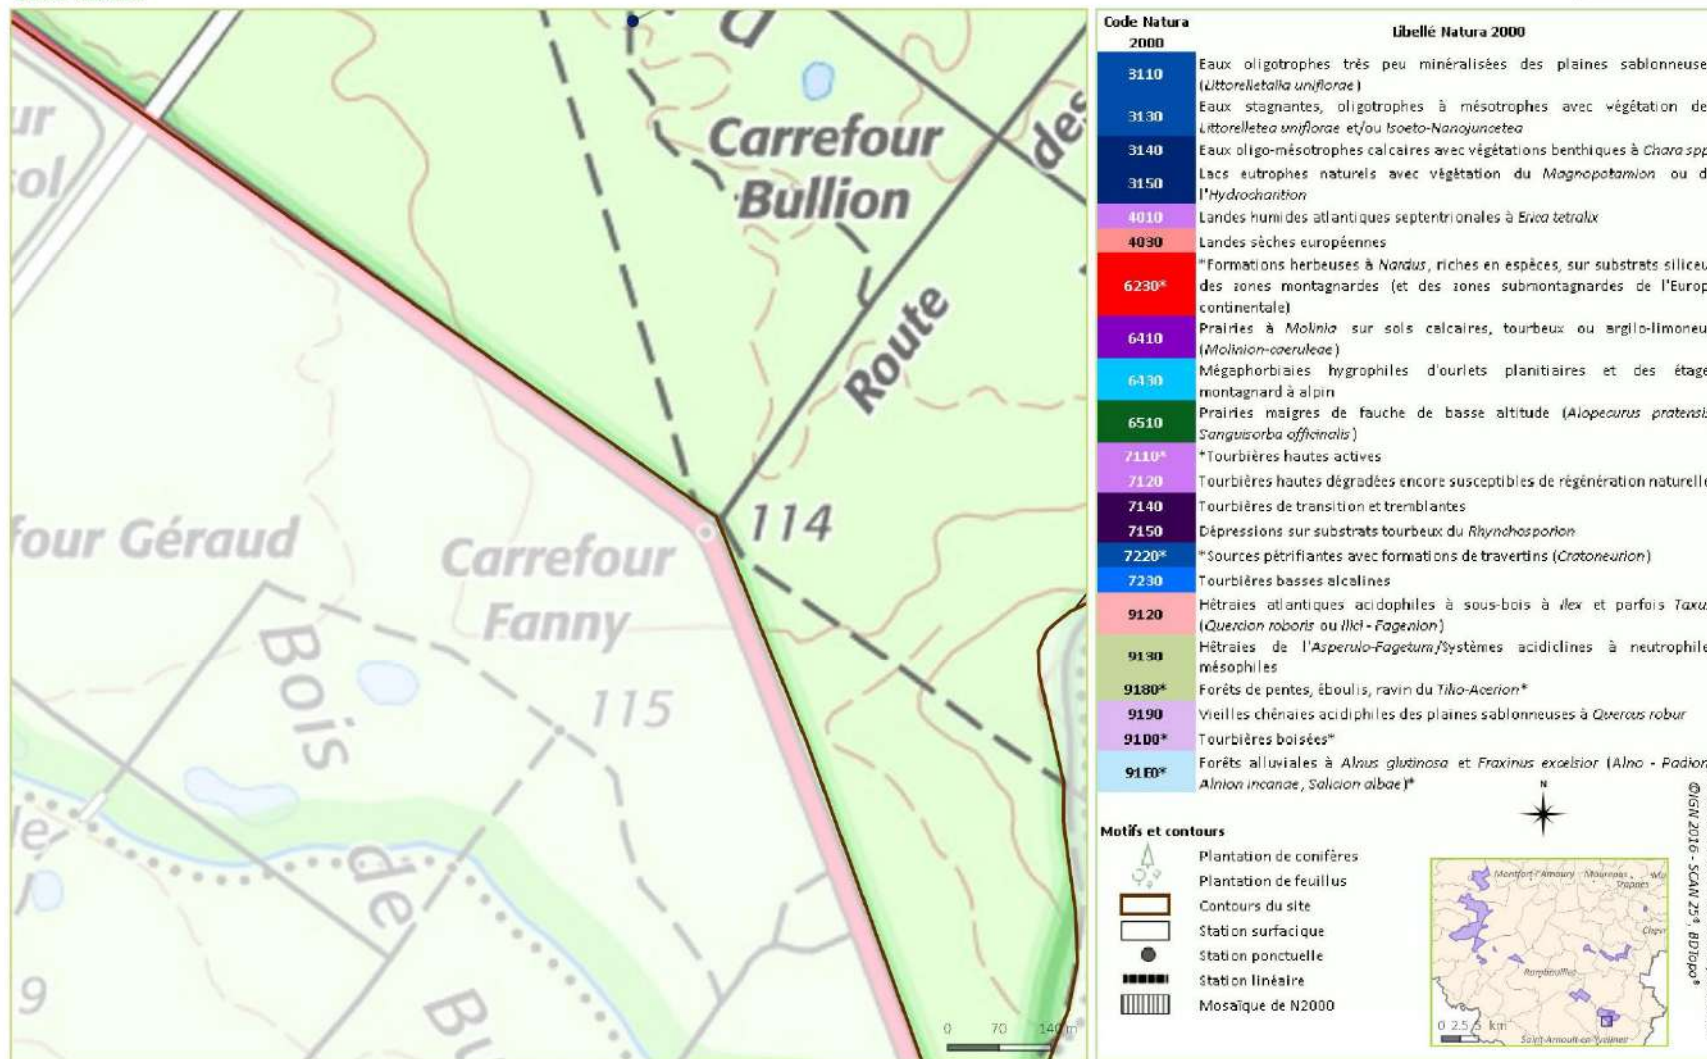 Carrefour
Bullion
des
Route
114
four Géraud
Carrefour
Fanny
Bois
115
de
9
0 70 140 m
Code Natura
2000
Libellé Natura 2000
3110
Eaux oligotrophes très peu minéralisées des plaines sablonneuse
(Littorelletalia uniflorae)
3130
Eaux stagnantes, oligotrophes à mésotrophes avec végétation de
Littorelletea uniflorae et/ou Isoeto-Nanojuncetea
3140
Eaux oligo-mésotrophes calcaires avec végétations benthiques à Chara spp
3150
Lacs eutrophes naturels avec végétation du Magnopotamion ou d
l'Hydrocharition
4010
Landes humides atlantiques septentrionales à Erica tetralix
4030
Landes sèches européennes
6230*
*Formations herbeuses à Nardus, riches en espèces, sur substrats siliceu
des zones montagnardes (et des zones submontagnardes de l'Europ
continentale)
6410
Prairies à Molinia sur sols calcaires, tourbeux ou argilo-limoneu
(Molinion-caeruleae)
6430
Mégaphorbiaies hygrophiles d'ourlets planitiaires et des étage
montagnard à alpin
6510
Prairies maigres de fauche de basse altitude (Alopecurus pratensis
Sanguisorba officinalis)
7110*
*Tourbières hautes actives
7120
Tourbières hautes dégradées encore susceptibles de régénération naturelle
7140
Tourbières de transition et tremblantes
7150
Dépressions sur substrats tourbeux du Rhynchosporion
7220*
*Sources pétrifiantes avec formations de travertins (Cratoneurion)
7230
Tourbières basses alcalines
9120
Hêtraies atlantiques acidophiles à sous-bois à Ilex et parfois Taxu
(Quercion roboris ou Ilici - Fagenion)
9130
Hêtraies de l'Asperulo-Fagetum/Systèmes acidiclines à neutrophile
mésophiles
9180*
Forêts de pentes, éboulis, ravin du Tilio-Acerion*
9190
Vieilles chênaies acidiphiles des plaines sablonneuses à Quercus robur
91D0*
Tourbières boisées*
91E0*
Forêts alluviales à Alnus glutinosa et Fraxinus excelsior (Alno - Padion
Alnion incanae, Salicion albae)*
Motifs et contours
Plantation de conifères
Plantation de feuillus
Contours du site
Station surfacique
Station ponctuelle
Station linéaire
Mosaïque de N2000
N
Montfort-l'Amaury
Maurepas
Trappes
Rambouillet
0 2.5 5 km
Saint-Arnoult-en-Yvelines
©IGN 2016 - SCAN 25®, BDTopo®